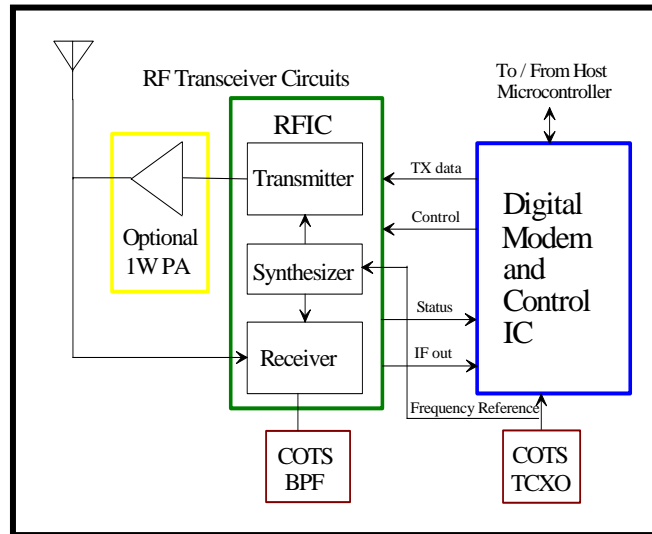 RF Transceiver Circuits
To / From Host
Microcontroller
RFIC
Transmitter
TX data
Digital
Modem
and
Control
IC
Control
Optional
1W PA
Synthesizer
Status
Receiver
IF out
Frequency Reference
COTS
BPF
COTS
TCXO